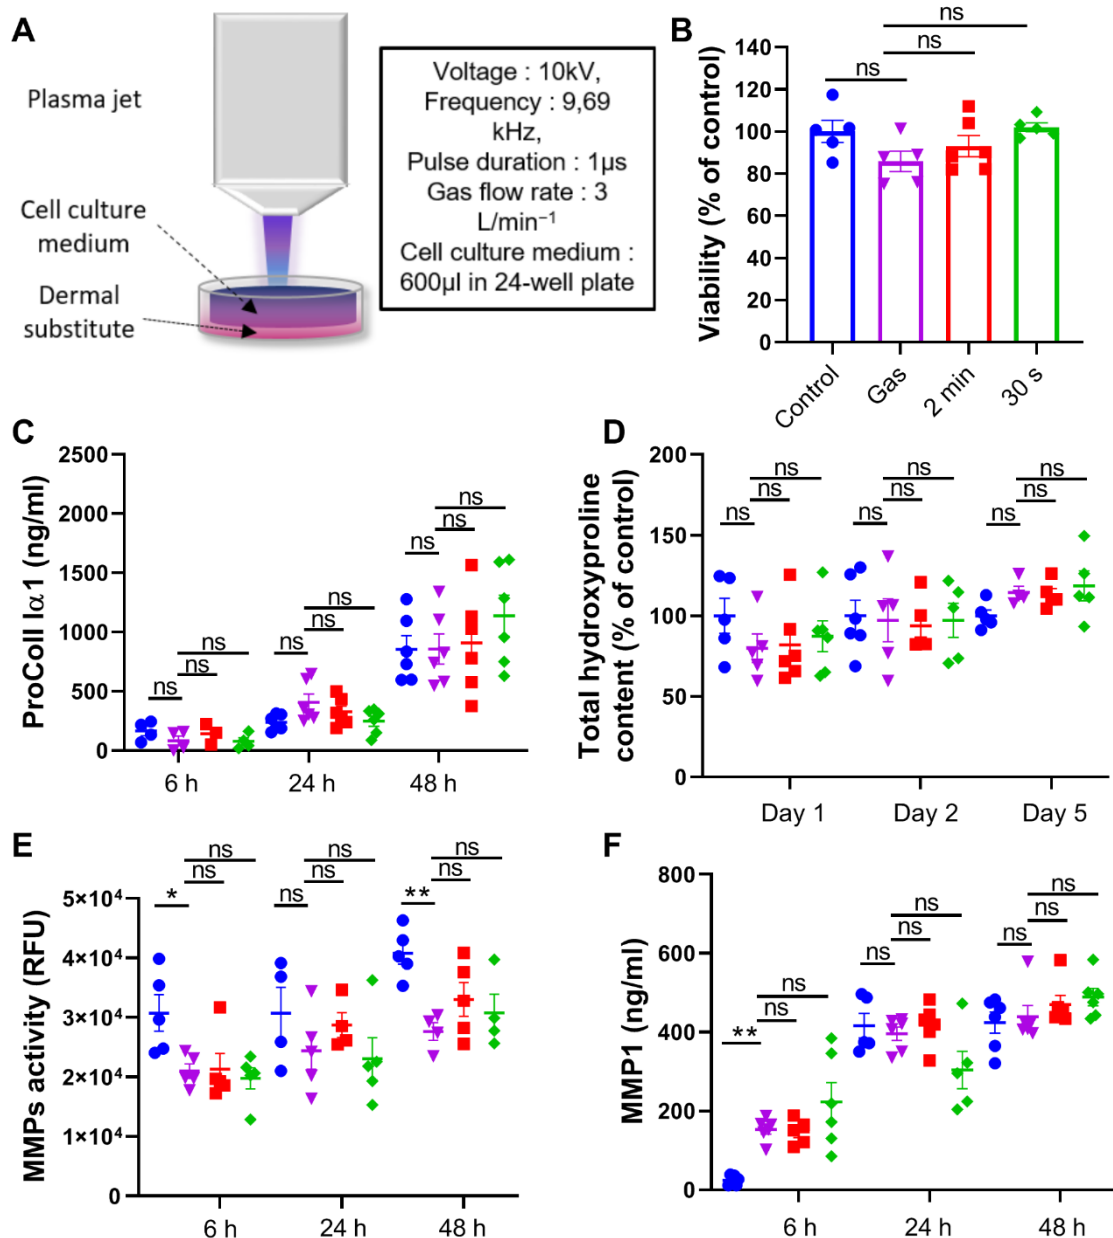 A
Plasma jet
Cell culture
medium
Dermal
substitute
Voltage : 10kV,
Frequency : 9,69
kHz,
Pulse duration : 1µs
Gas flow rate : 3
L/min⁻¹
Cell culture medium :
600µl in 24-well plate
B
Viability (% of control)
140
120
100
80
60
40
20
0
ns
ns
ns
Control
Gas
2 min
30 s
C
ProColl Iα1 (ng/ml)
2500
2000
1500
1000
500
0
ns
ns
ns
ns
ns
ns
ns
ns
ns
6 h
24 h
48 h
D
Total hydroxyproline
content (% of control)
200
150
100
50
0
ns
ns
ns
ns
ns
ns
ns
ns
ns
Day 1
Day 2
Day 5
E
MMPs activity (RFU)
5×10⁴
4×10⁴
3×10⁴
2×10⁴
1×10⁴
0
ns
ns
*
ns
ns
ns
ns
ns
**
6 h
24 h
48 h
F
MMP1 (ng/ml)
800
600
400
200
0
ns
ns
**
ns
ns
ns
ns
ns
ns
6 h
24 h
48 h